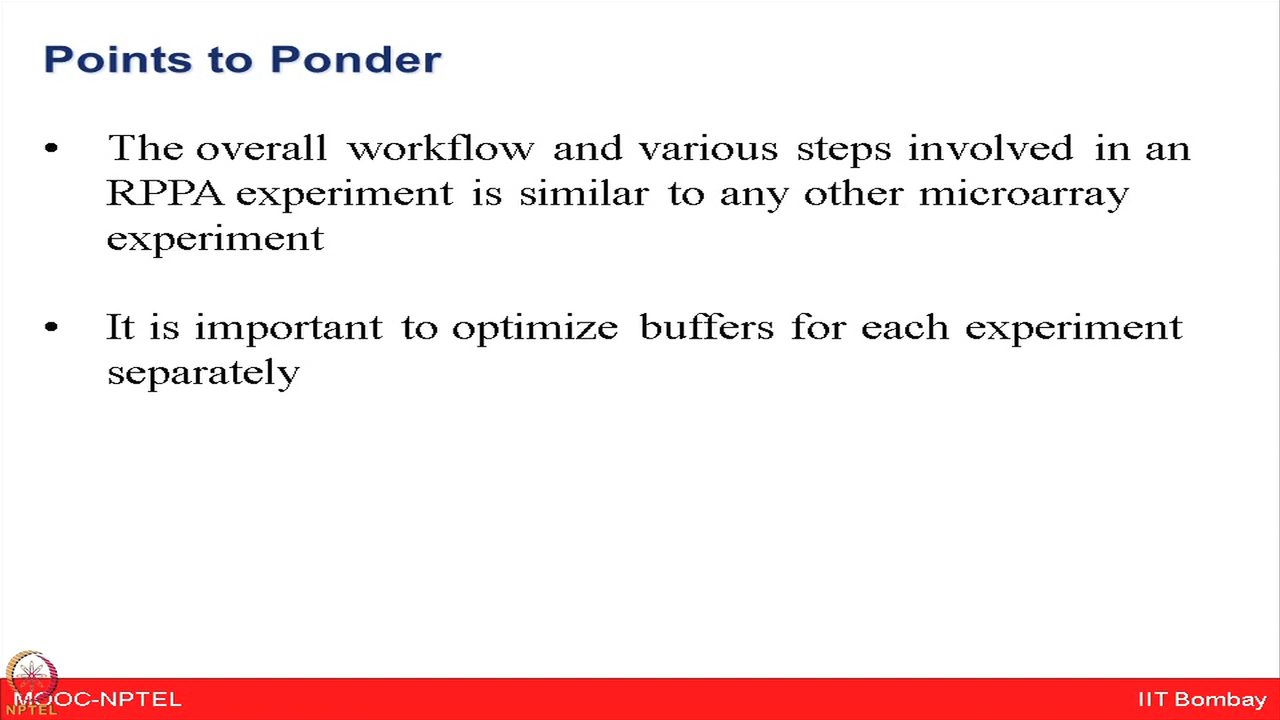 Points to Ponder
• The overall workflow and various steps involved in an
RPPA experiment is similar to any other microarray
experiment
• It is important to optimize buffers for each experiment
separately
MOOC-NPTEL
NPTEL
IIT Bombay